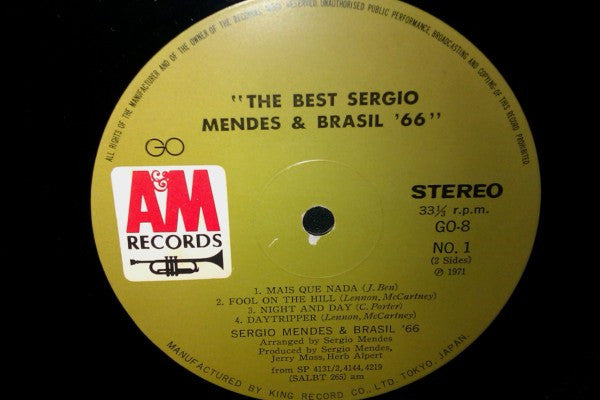 ALL RIGHTS OF THE MANUFACTURER AND OF THE OWNER OF THE RECORDED WORK RESERVED. UNAUTHORISED PUBLIC PERFORMANCE, BROADCASTING AND COPYING OF THIS RECORD PROHIBITED.
"THE BEST SERGIO
MENDES & BRASIL '66"
GO
A&M
RECORDS
STEREO
33⅓ r.p.m.
GO-8
NO. 1
(2 Sides)
℗ 1971
1. MAIS QUE NADA (J. Ben)
2. FOOL ON THE HILL (Lennon, McCartney)
3. NIGHT AND DAY (C. Porter)
4. DAYTRIPPER (Lennon, McCartney)
SERGIO MENDES & BRASIL '66
Arranged by Sergio Mendes
Produced by Sergio Mendes,
Jerry Moss, Herb Alpert
from SP 4131/2, 4144, 4219
(SALBT 265) am
MANUFACTURED BY KING RECORD CO., LTD. TOKYO, JAPAN.